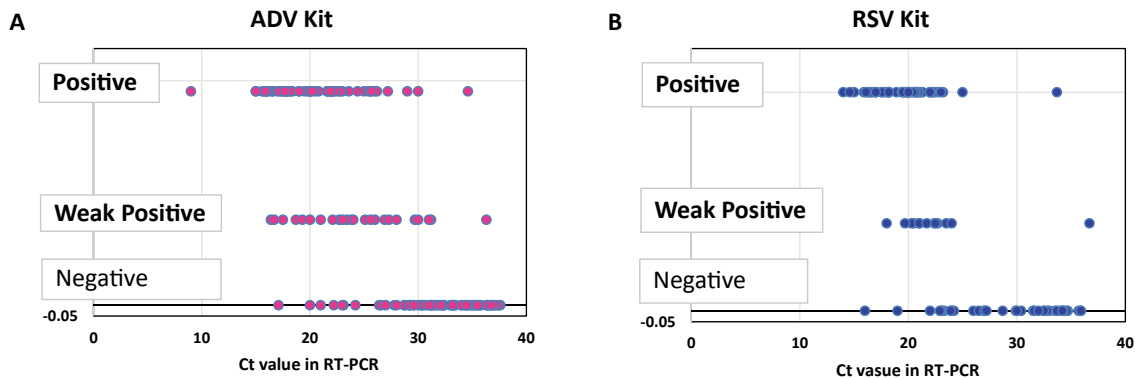 A
ADV Kit
Positive
Weak Positive
Negative
-0.05
0
10
20
30
40
Ct value in RT-PCR
B
RSV Kit
Positive
Weak Positive
Negative
-0.05
0
10
20
30
40
Ct vasue in RT-PCR